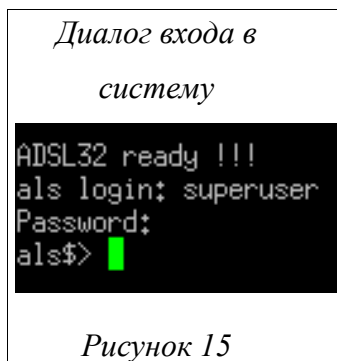 Диалог входа в
систему
ADSL32 ready !!!
als login: superuser
Password:
als$>
Рисунок 15